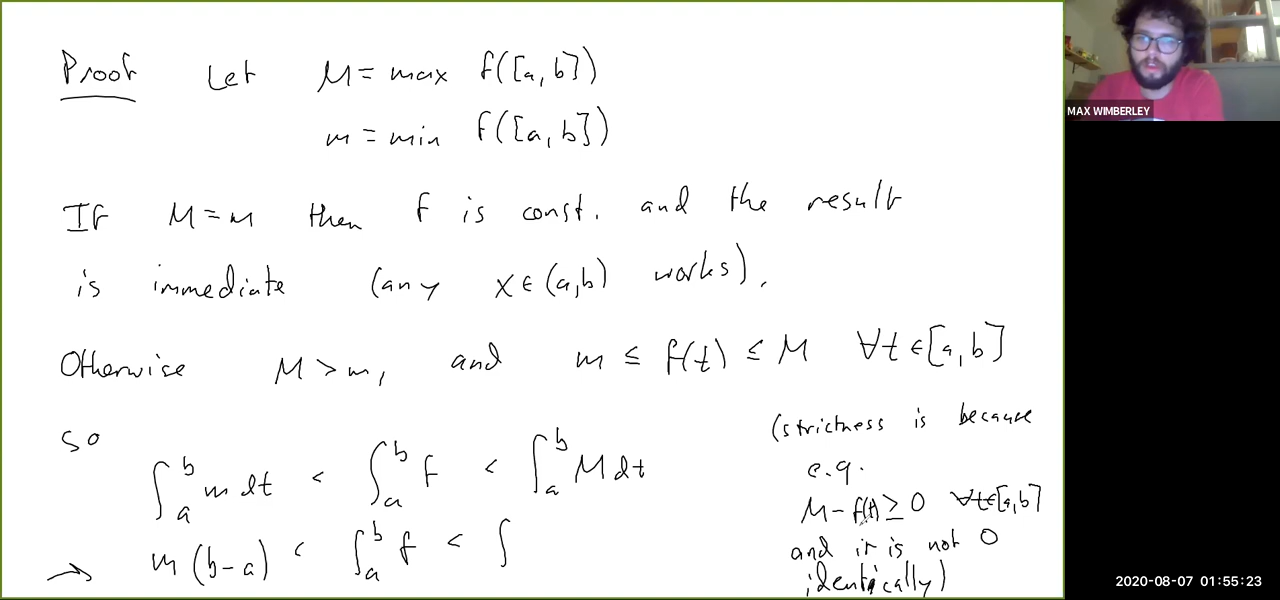 Proof Let M = max f([a,b])
m = min f([a,b])
If M = m then f is const. and the result
is immediate (any x ∈ (a,b) works).
Otherwise M > m, and m ≤ f(t) ≤ M ∀t ∈ [a,b]
so
∫_a^b m dt < ∫_a^b f < ∫_a^b M dt
→ m (b-a) < ∫_a^b f < ∫
(strictness is because
e.g.
M - f(t) ≥ 0 ∀t∈[a,b]
and it is not 0
identically)
MAX WIMBERLEY
2020-08-07 01:55:23